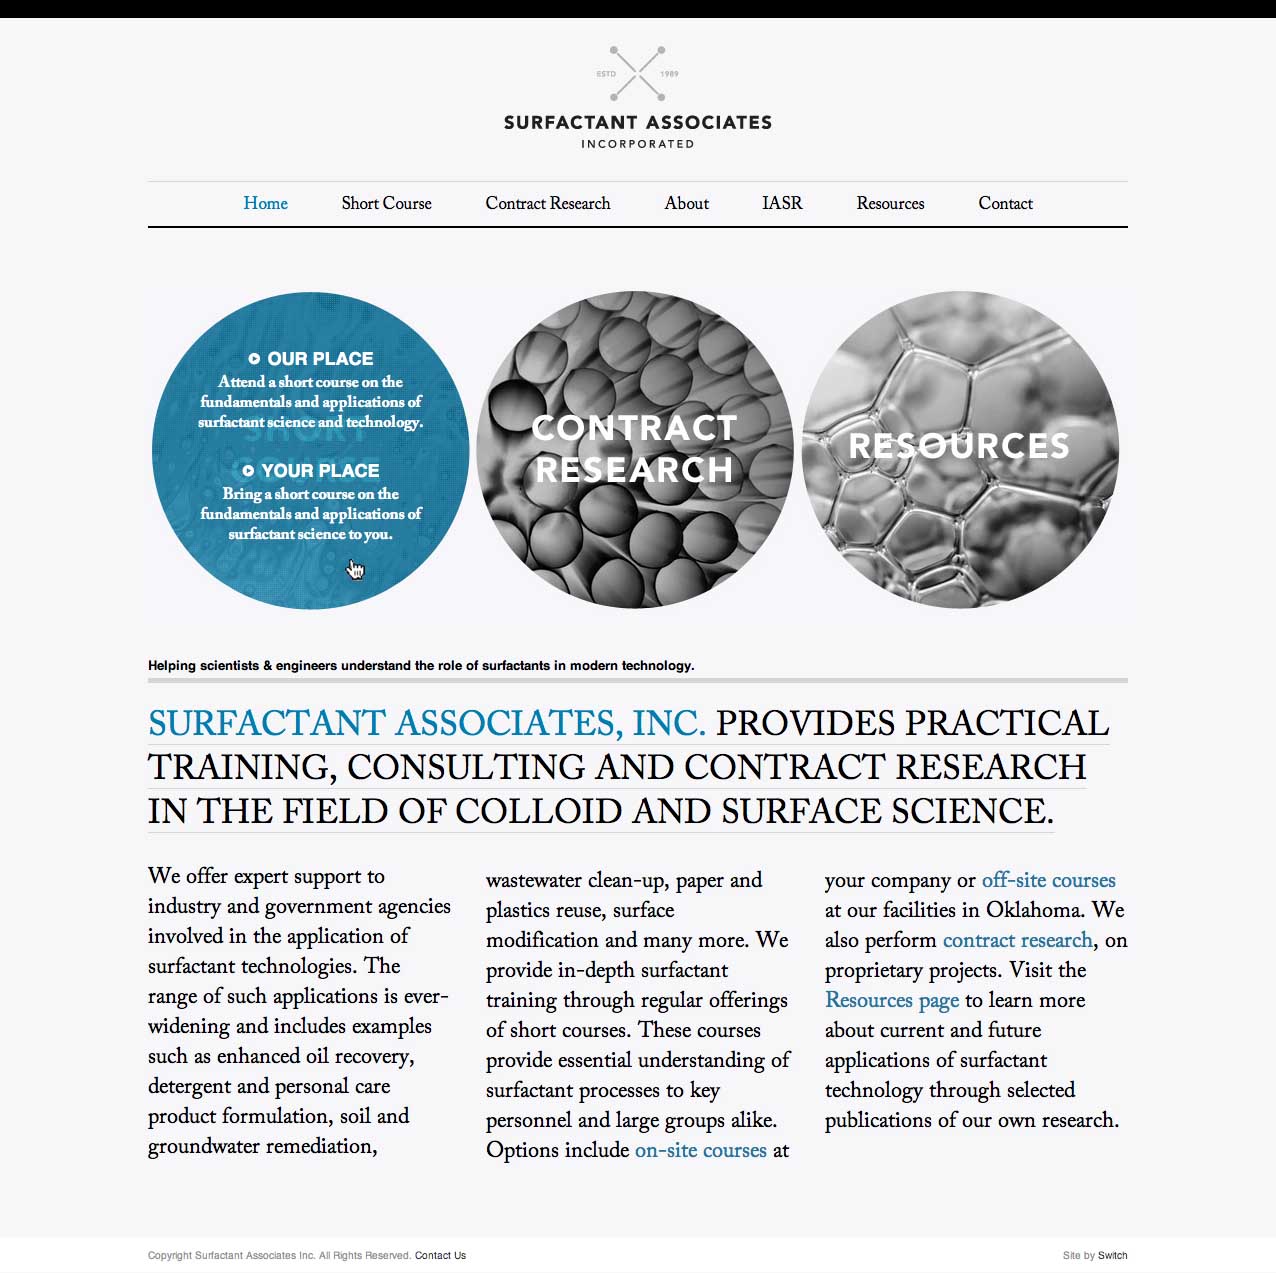 ESTD 1989
SURFACTANT ASSOCIATES
INCORPORATED
Home Short Course Contract Research About IASR Resources Contact
OUR PLACE
Attend a short course on the
fundamentals and applications of
surfactant science and technology.
SHORT
COURSE
YOUR PLACE
Bring a short course on the
fundamentals and applications of
surfactant science to you.
CONTRACT
RESEARCH
RESOURCES
Helping scientists & engineers understand the role of surfactants in modern technology.
SURFACTANT ASSOCIATES, INC. PROVIDES PRACTICAL
TRAINING, CONSULTING AND CONTRACT RESEARCH
IN THE FIELD OF COLLOID AND SURFACE SCIENCE.
We offer expert support to
industry and government agencies
involved in the application of
surfactant technologies. The
range of such applications is ever-
widening and includes examples
such as enhanced oil recovery,
detergent and personal care
product formulation, soil and
groundwater remediation,
wastewater clean-up, paper and
plastics reuse, surface
modification and many more. We
provide in-depth surfactant
training through regular offerings
of short courses. These courses
provide essential understanding of
surfactant processes to key
personnel and large groups alike.
Options include on-site courses at
your company or off-site courses
at our facilities in Oklahoma. We
also perform contract research, on
proprietary projects. Visit the
Resources page to learn more
about current and future
applications of surfactant
technology through selected
publications of our own research.
Copyright Surfactant Associates Inc. All Rights Reserved. Contact Us
Site by Switch